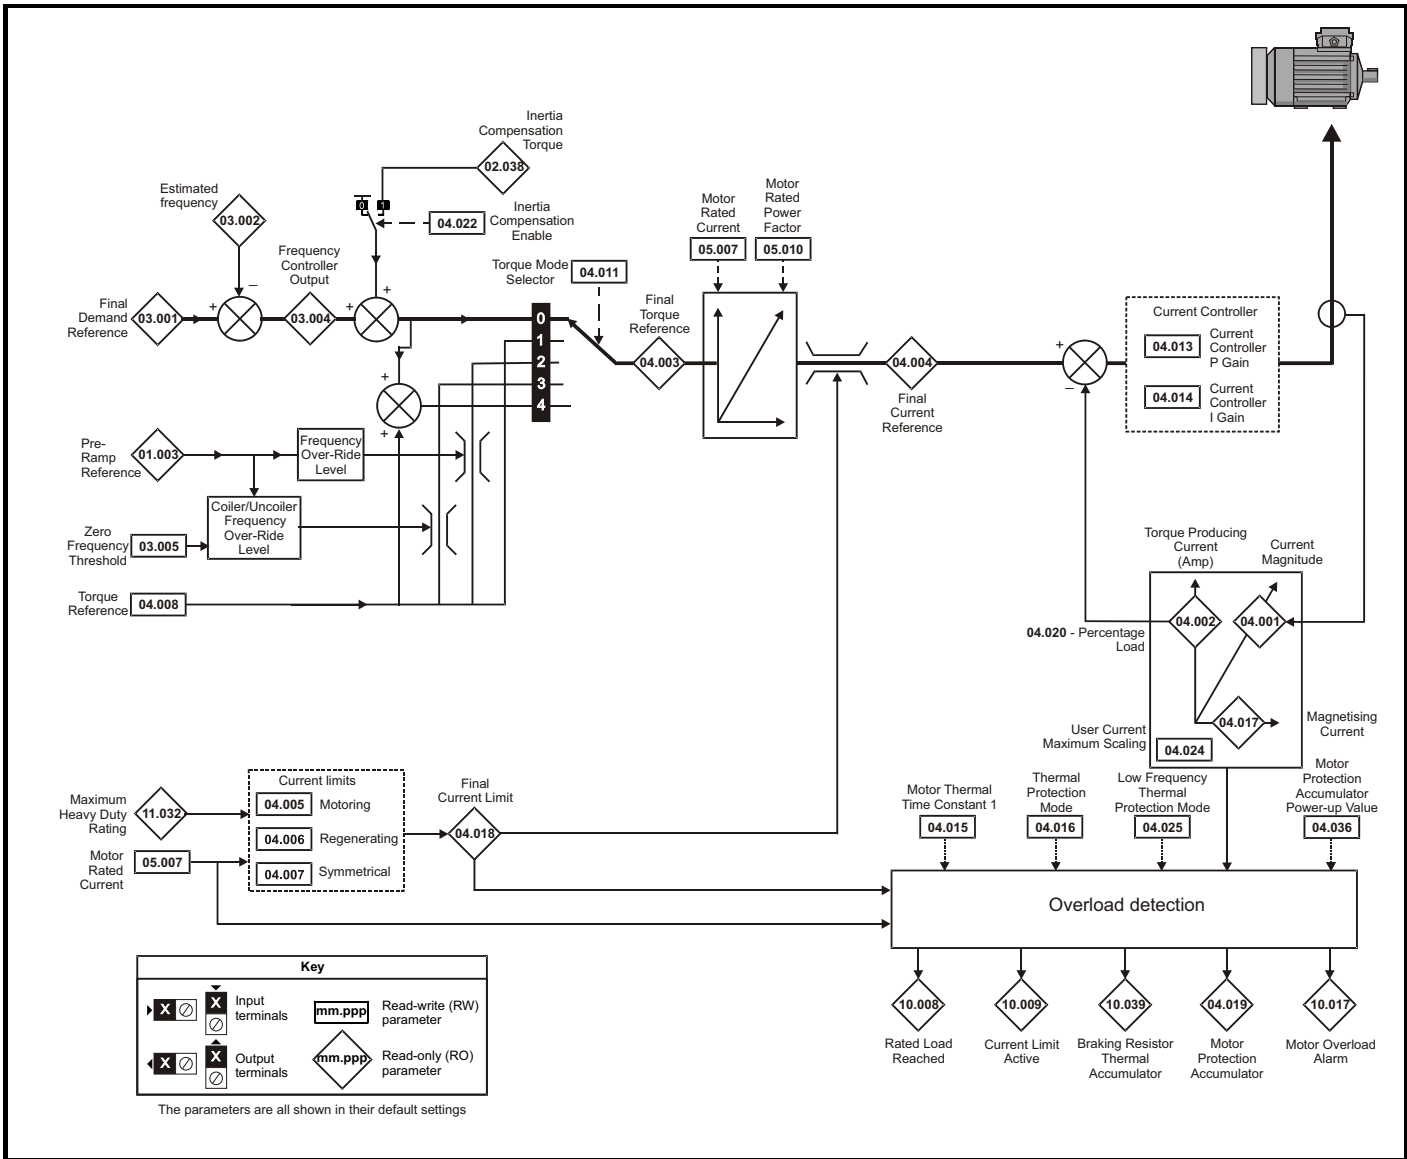 Inertia
Compensation
Torque
02.038
Estimated
frequency
03.002
0
1
04.022
Inertia
Compensation
Enable
Frequency
Controller
Output
Torque Mode
Selector
04.011
Motor
Rated
Current
05.007
Motor
Rated
Power
Factor
05.010
Final
Demand
Reference
03.001
+
–
03.004
+
+
0
1
2
3
4
Final
Torque
Reference
04.003
04.004
Final
Current
Reference
+
–
Current Controller
04.013
Current
Controller
P Gain
04.014
Current
Controller
I Gain
+
+
Pre-
Ramp
Reference
01.003
Frequency
Over-Ride
Level
Coiler/Uncoiler
Frequency
Over-Ride
Level
Zero
Frequency
Threshold
03.005
Torque
Reference
04.008
Torque Producing
Current
(Amp)
Current
Magnitude
04.002
04.001
04.020 - Percentage
Load
04.017
Magnetising
Current
User Current
Maximum Scaling
04.024
Maximum
Heavy Duty
Rating
11.032
Motor
Rated
Current
05.007
Current limits
04.005 Motoring
04.006 Regenerating
04.007 Symmetrical
Final
Current Limit
04.018
Motor Thermal
Time Constant 1
04.015
Thermal
Protection
Mode
04.016
Low Frequency
Thermal
Protection Mode
04.025
Motor
Protection
Accumulator
Power-up Value
04.036
Overload detection
10.008
Rated Load
Reached
10.009
Current Limit
Active
10.039
Braking Resistor
Thermal
Accumulator
04.019
Motor
Protection
Accumulator
10.017
Motor Overload
Alarm
Key
X
X
Input
terminals
mm.ppp
Read-write (RW)
parameter
X
X
Output
terminals
mm.ppp
Read-only (RO)
parameter
The parameters are all shown in their default settings